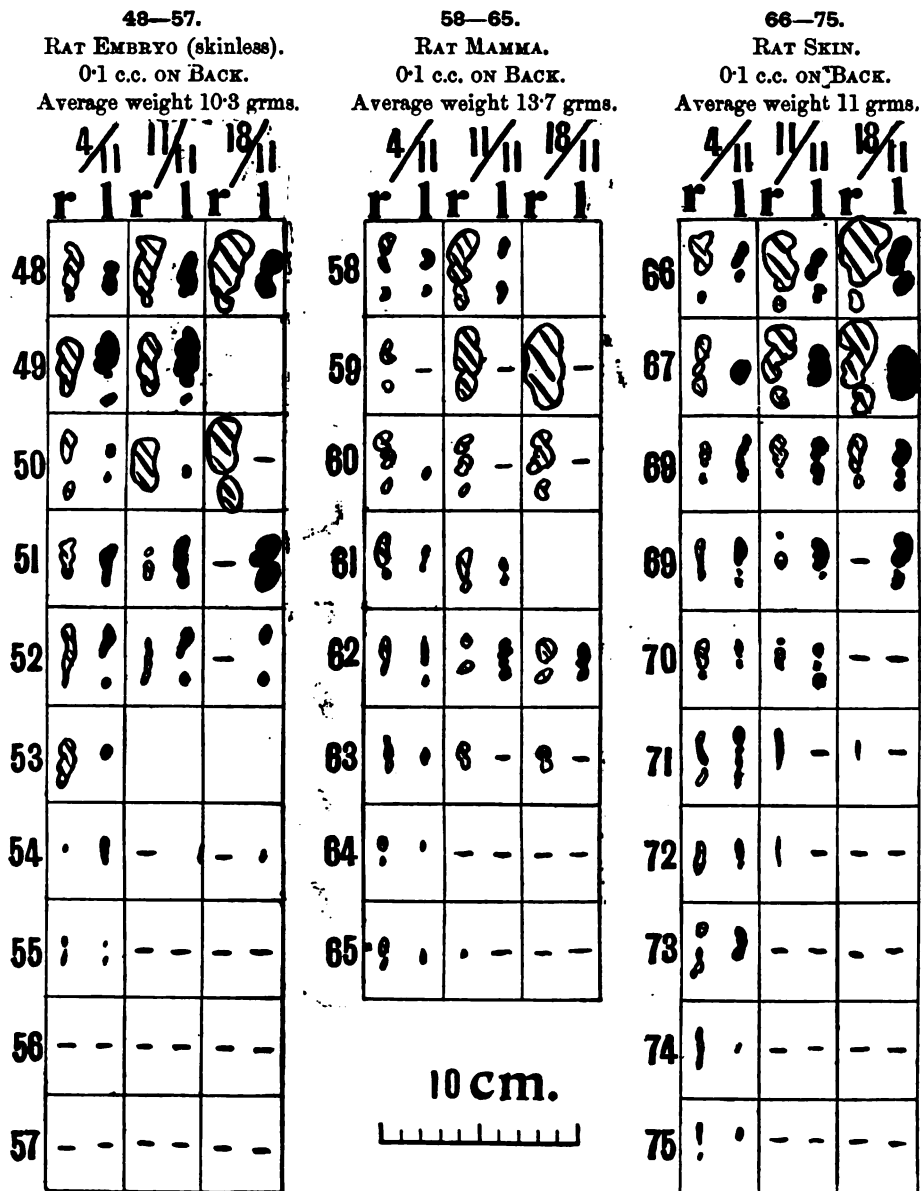 48—57.
RAT EMBRYO (skinless).
0·1 c.c. ON BACK.
Average weight 10·3 grms.
4/11 11/11 18/11
r l r l r l
48
49
50
51
52
53
54
55
56
57
58—65.
RAT MAMMA.
0·1 c.c. ON BACK.
Average weight 13·7 grms.
4/11 11/11 18/11
r l r l r l
58
59
60
61
62
63
64
65
10 cm.
66—75.
RAT SKIN.
0·1 c.c. ON BACK.
Average weight 11 grms.
4/11 11/11 18/11
r l r l r l
66
67
68
69
70
71
72
73
74
75